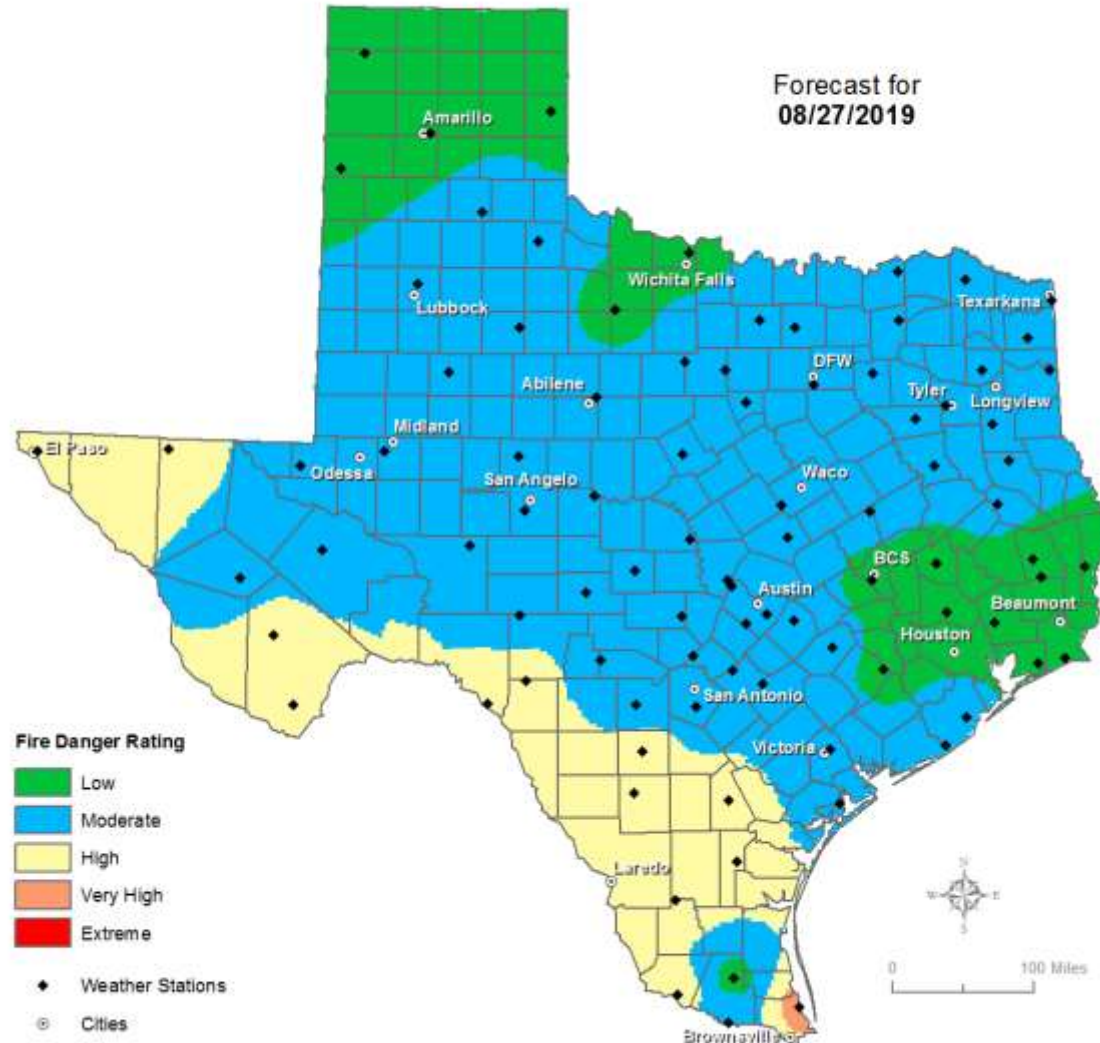 Forecast for
08/27/2019
Amarillo
Wichita Falls
Lubbock
Texarkana
DFW
Abilene
Tyler
Longview
Midland
El Paso
Odessa
San Angelo
Waco
BCS
Austin
Beaumont
Houston
San Antonio
Victoria
Fire Danger Rating
Low
Moderate
High
Very High
Extreme
Weather Stations
Cities
Laredo
Brownsville
N
W E
S
0 100 Miles